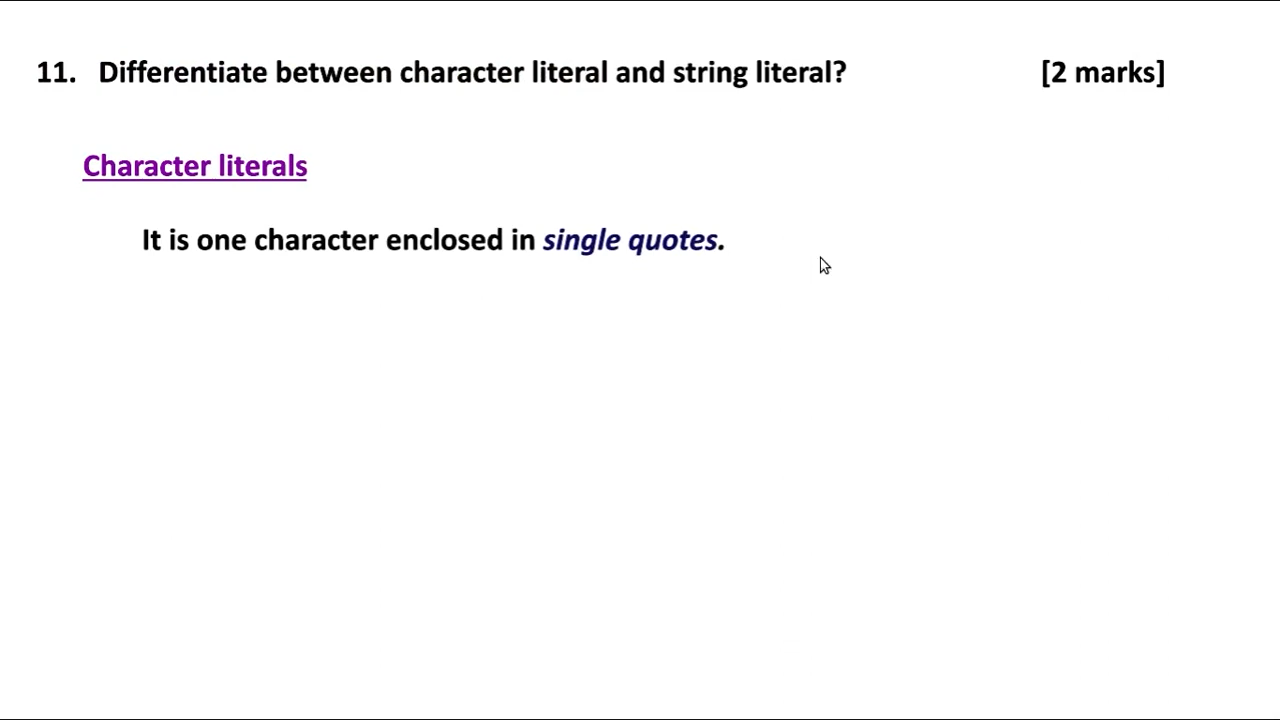 11. Differentiate between character literal and string literal? [2 marks]
Character literals
It is one character enclosed in single quotes.